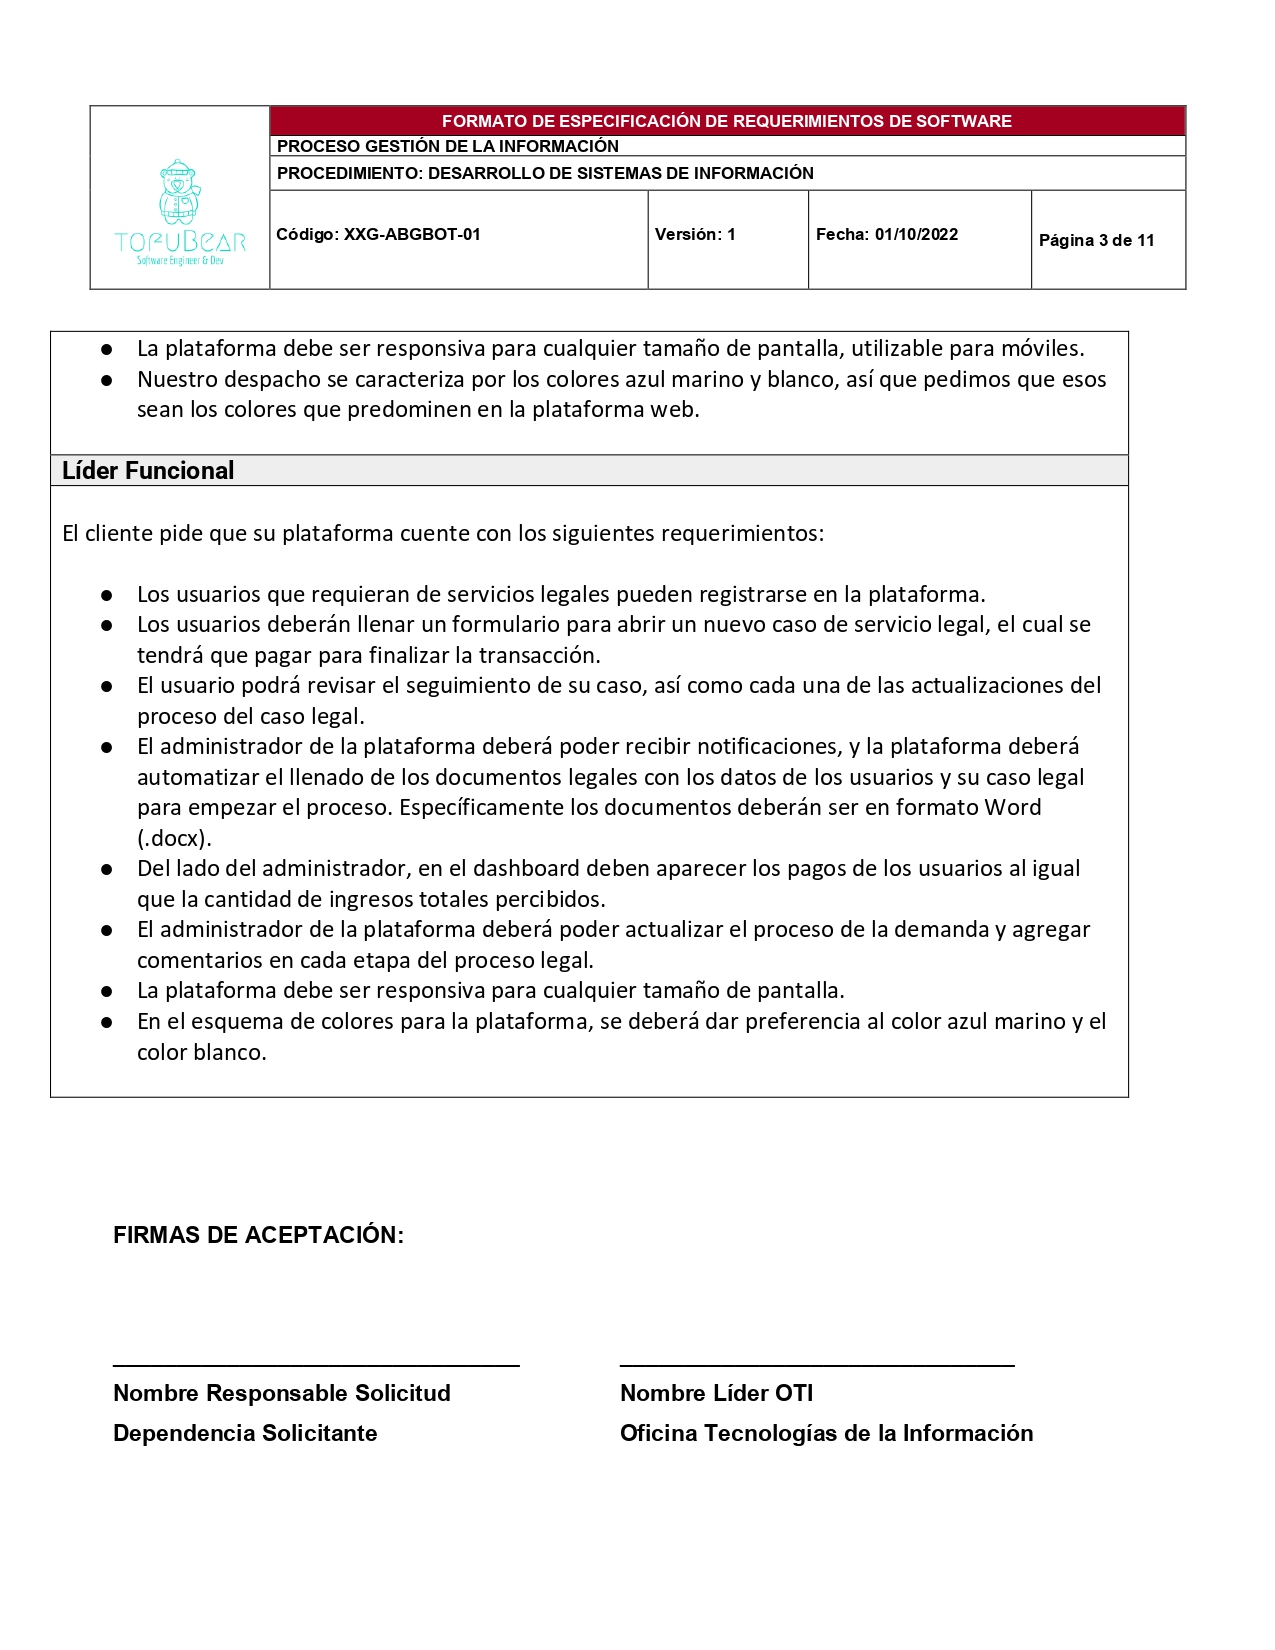 FORMATO DE ESPECIFICACIÓN DE REQUERIMIENTOS DE SOFTWARE
PROCESO GESTIÓN DE LA INFORMACIÓN
PROCEDIMIENTO: DESARROLLO DE SISTEMAS DE INFORMACIÓN
TOFUBEAR
Software Engineer & Dev
Código: XXG-ABGBOT-01
Versión: 1
Fecha: 01/10/2022
Página 3 de 11
● La plataforma debe ser responsiva para cualquier tamaño de pantalla, utilizable para móviles.
● Nuestro despacho se caracteriza por los colores azul marino y blanco, así que pedimos que esos
sean los colores que predominen en la plataforma web.
Líder Funcional
El cliente pide que su plataforma cuente con los siguientes requerimientos:
● Los usuarios que requieran de servicios legales pueden registrarse en la plataforma.
● Los usuarios deberán llenar un formulario para abrir un nuevo caso de servicio legal, el cual se
tendrá que pagar para finalizar la transacción.
● El usuario podrá revisar el seguimiento de su caso, así como cada una de las actualizaciones del
proceso del caso legal.
● El administrador de la plataforma deberá poder recibir notificaciones, y la plataforma deberá
automatizar el llenado de los documentos legales con los datos de los usuarios y su caso legal
para empezar el proceso. Específicamente los documentos deberán ser en formato Word
(.docx).
● Del lado del administrador, en el dashboard deben aparecer los pagos de los usuarios al igual
que la cantidad de ingresos totales percibidos.
● El administrador de la plataforma deberá poder actualizar el proceso de la demanda y agregar
comentarios en cada etapa del proceso legal.
● La plataforma debe ser responsiva para cualquier tamaño de pantalla.
● En el esquema de colores para la plataforma, se deberá dar preferencia al color azul marino y el
color blanco.
FIRMAS DE ACEPTACIÓN:
Nombre Responsable Solicitud
Nombre Líder OTI
Dependencia Solicitante
Oficina Tecnologías de la Información